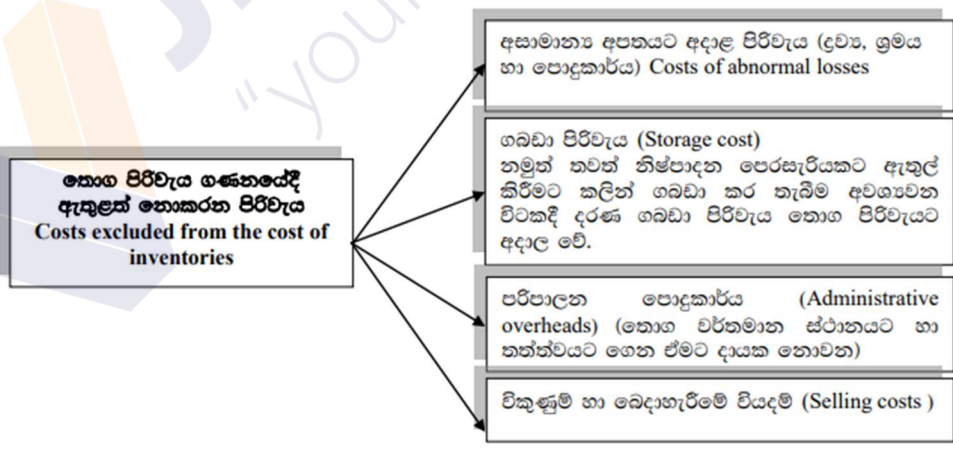 තොග පිරිවැය ගණනයේදී
ඇතුළත් නොකරන පිරිවැය
Costs excluded from the cost of
inventories
අසාමාන්‍ය අපතයට අදාළ පිරිවැය (ද්‍රව්‍ය, ශ්‍රමය
හා පොදුකාර්ය) Costs of abnormal losses
ගබඩා පිරිවැය (Storage cost)
නමුත් තවත් නිෂ්පාදන පෙරසැරියකට ඇතුල්
කිරීමට කලින් ගබඩා කර තැබීම අවශ්‍යවන
විටකදී දරණ ගබඩා පිරිවැය තොග පිරිවැයට
අදාල වේ.
පරිපාලන පොදුකාර්ය (Administrative
overheads) (තොග වර්තමාන ස්ථානයට හා
තත්ත්වයට ගෙන ඒමට දායක නොවන)
විකුණුම් හා බෙදාහැරීමේ වියදම් (Selling costs )
"you